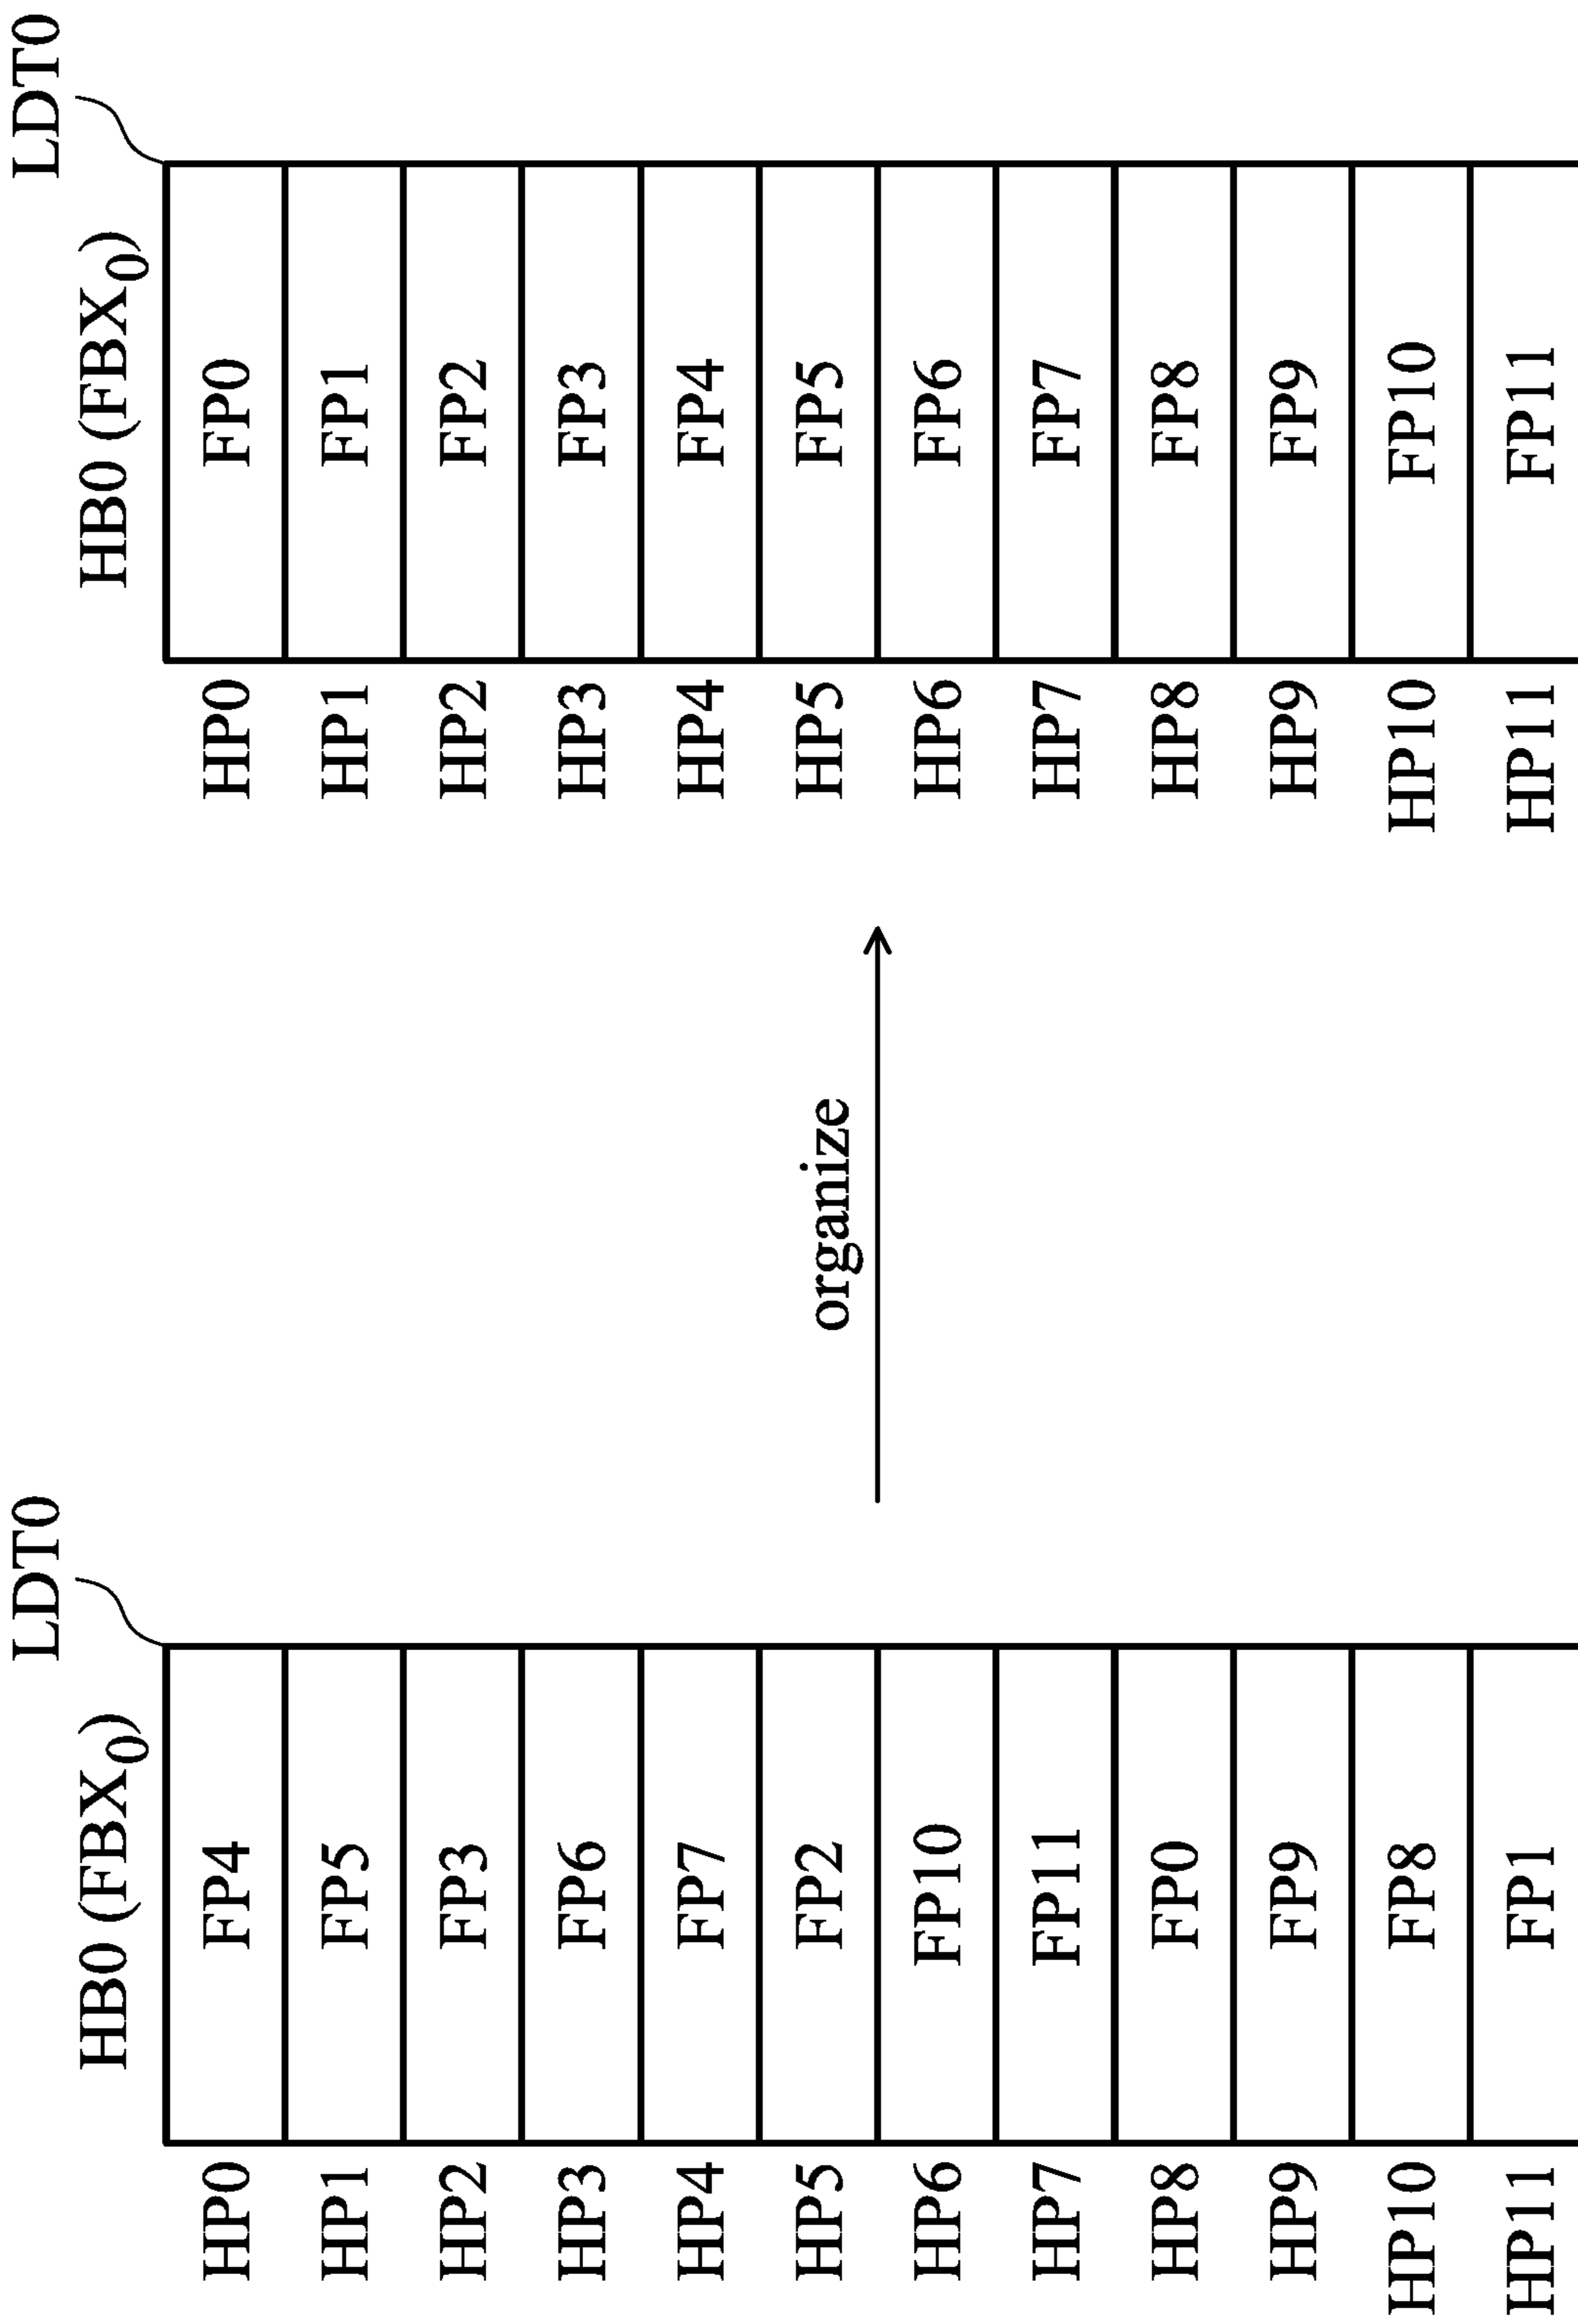 LDT0
HB0 (FBX0)
HP0 FP4
HP1 FP5
HP2 FP3
HP3 FP6
HP4 FP7
HP5 FP2
HP6 FP10
HP7 FP11
HP8 FP0
HP9 FP9
HP10 FP8
HP11 FP1
organize
LDT0
HB0 (FBX0)
HP0 FP0
HP1 FP1
HP2 FP2
HP3 FP3
HP4 FP4
HP5 FP5
HP6 FP6
HP7 FP7
HP8 FP8
HP9 FP9
HP10 FP10
HP11 FP11